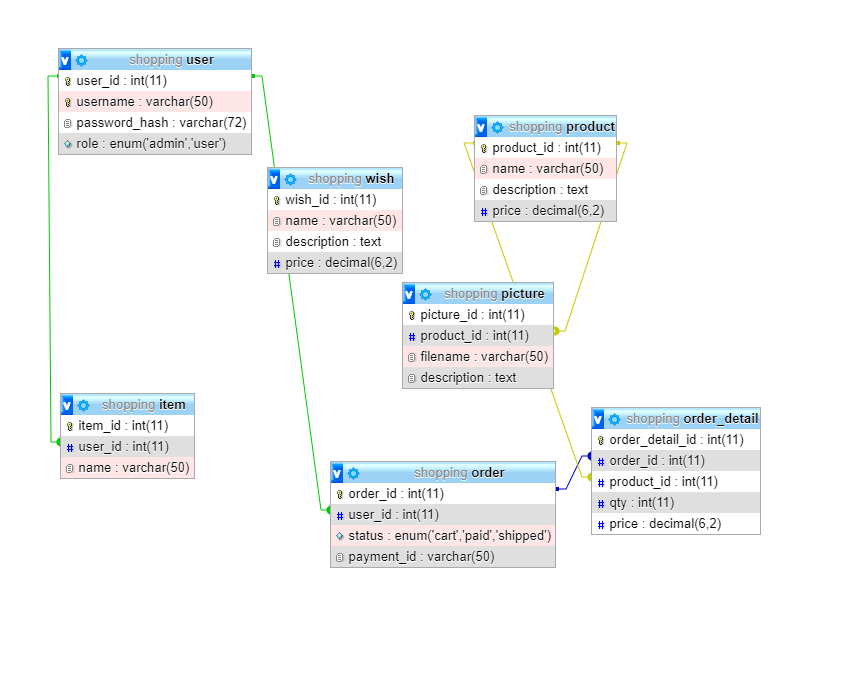 v shopping user
user_id : int(11)
username : varchar(50)
password_hash : varchar(72)
role : enum('admin','user')
v shopping product
product_id : int(11)
name : varchar(50)
description : text
# price : decimal(6,2)
v shopping wish
wish_id : int(11)
name : varchar(50)
description : text
# price : decimal(6,2)
v shopping picture
picture_id : int(11)
# product_id : int(11)
filename : varchar(50)
description : text
v shopping item
item_id : int(11)
# user_id : int(11)
name : varchar(50)
v shopping order_detail
order_detail_id : int(11)
# order_id : int(11)
# product_id : int(11)
# qty : int(11)
# price : decimal(6,2)
v shopping order
order_id : int(11)
# user_id : int(11)
status : enum('cart','paid','shipped')
payment_id : varchar(50)